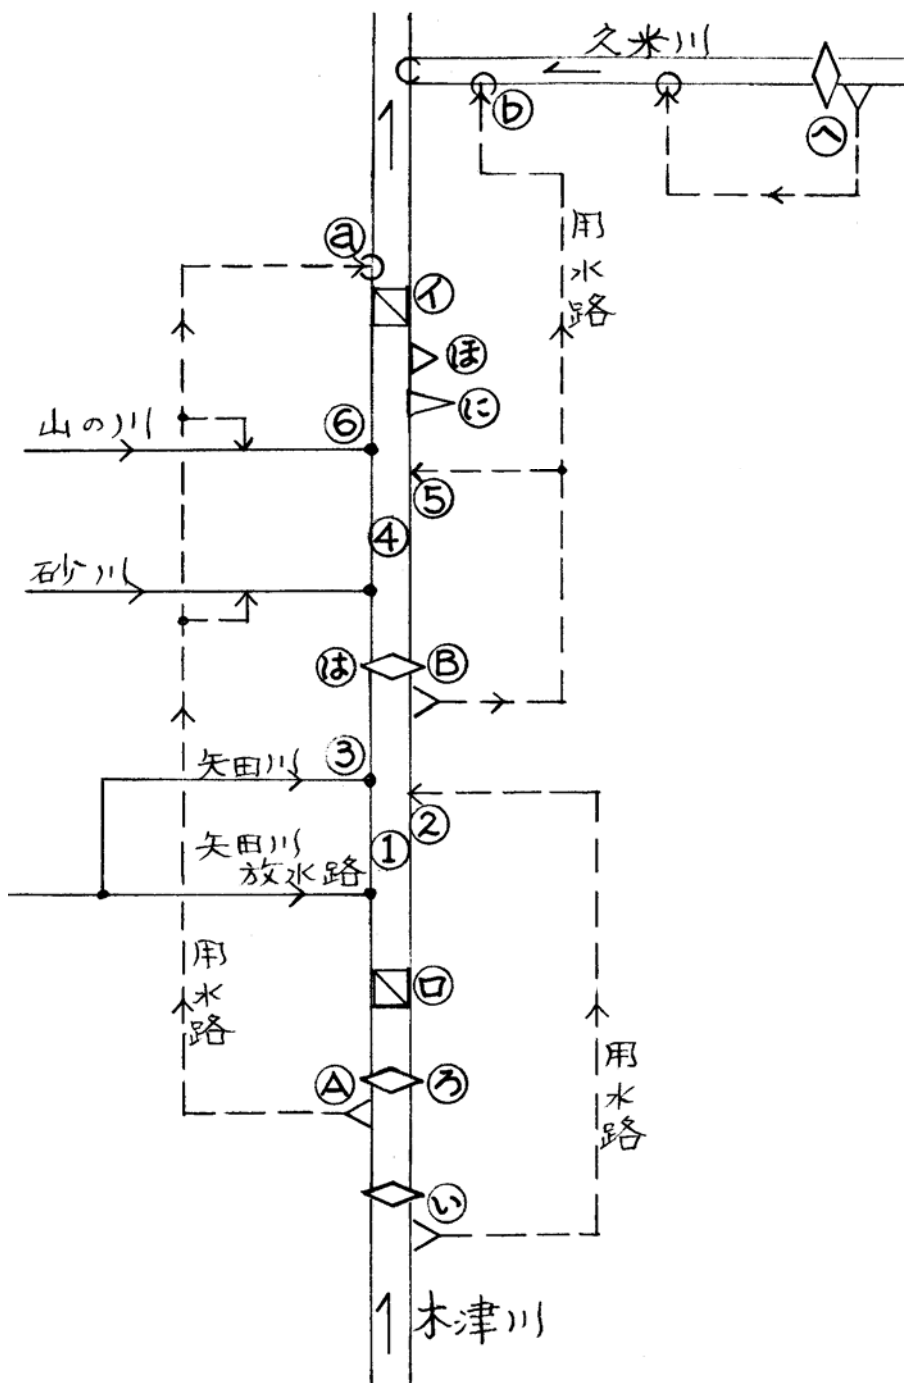 久米川
ⓑ
へ
用水路
ⓐ
イ
ほ
に
山の川
⑥
⑤
④
砂川
は
Ⓑ
③
矢田川
②
①
矢田川
放水路
用水路
ロ
Ⓐ
ろ
用水路
い
木津川